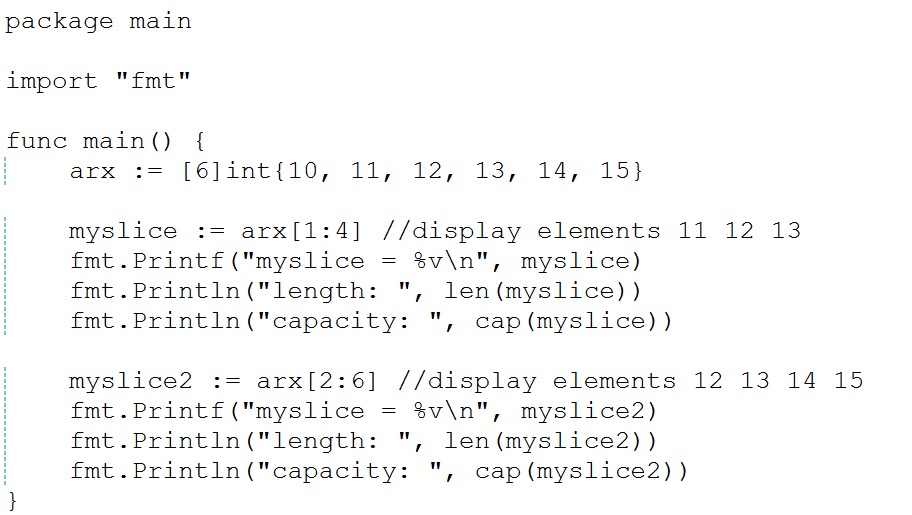 package main
import "fmt"
func main() {
arx := [6]int{10, 11, 12, 13, 14, 15}
myslice := arx[1:4] //display elements 11 12 13
fmt.Printf("myslice = %v\n", myslice)
fmt.Println("length: ", len(myslice))
fmt.Println("capacity: ", cap(myslice))
myslice2 := arx[2:6] //display elements 12 13 14 15
fmt.Printf("myslice = %v\n", myslice2)
fmt.Println("length: ", len(myslice2))
fmt.Println("capacity: ", cap(myslice2))
}